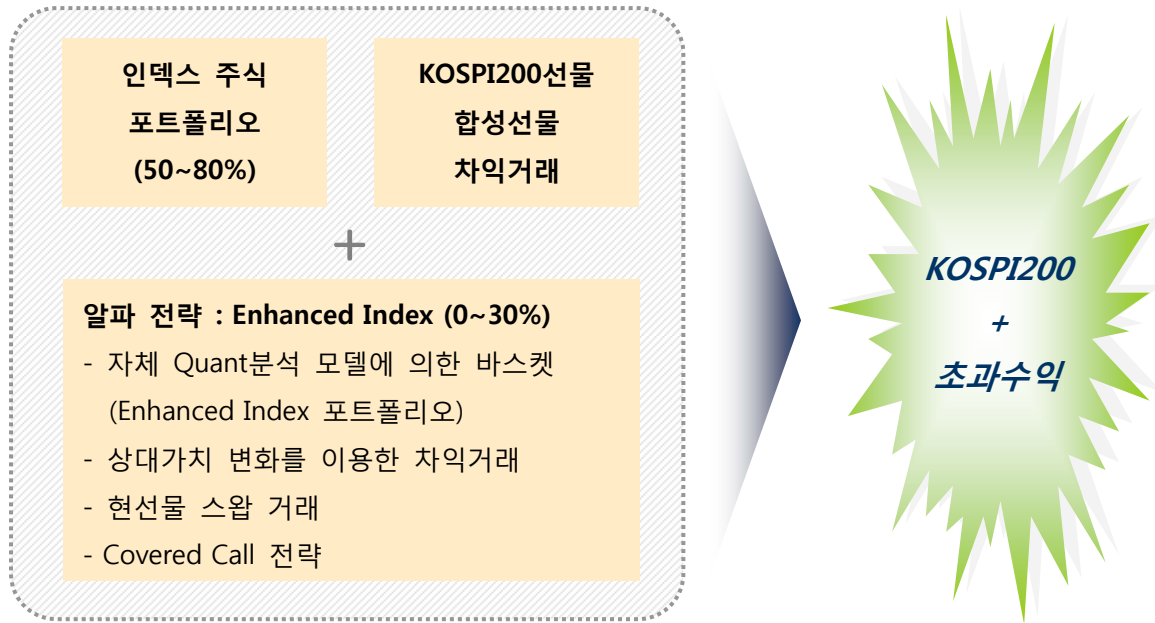 인덱스 주식
포트폴리오
(50~80%)
KOSPI200선물
합성선물
차익거래
+
알파 전략 : Enhanced Index (0~30%)
- 자체 Quant분석 모델에 의한 바스켓
(Enhanced Index 포트폴리오)
- 상대가치 변화를 이용한 차익거래
- 현선물 스왑 거래
- Covered Call 전략
KOSPI200
+
초과수익